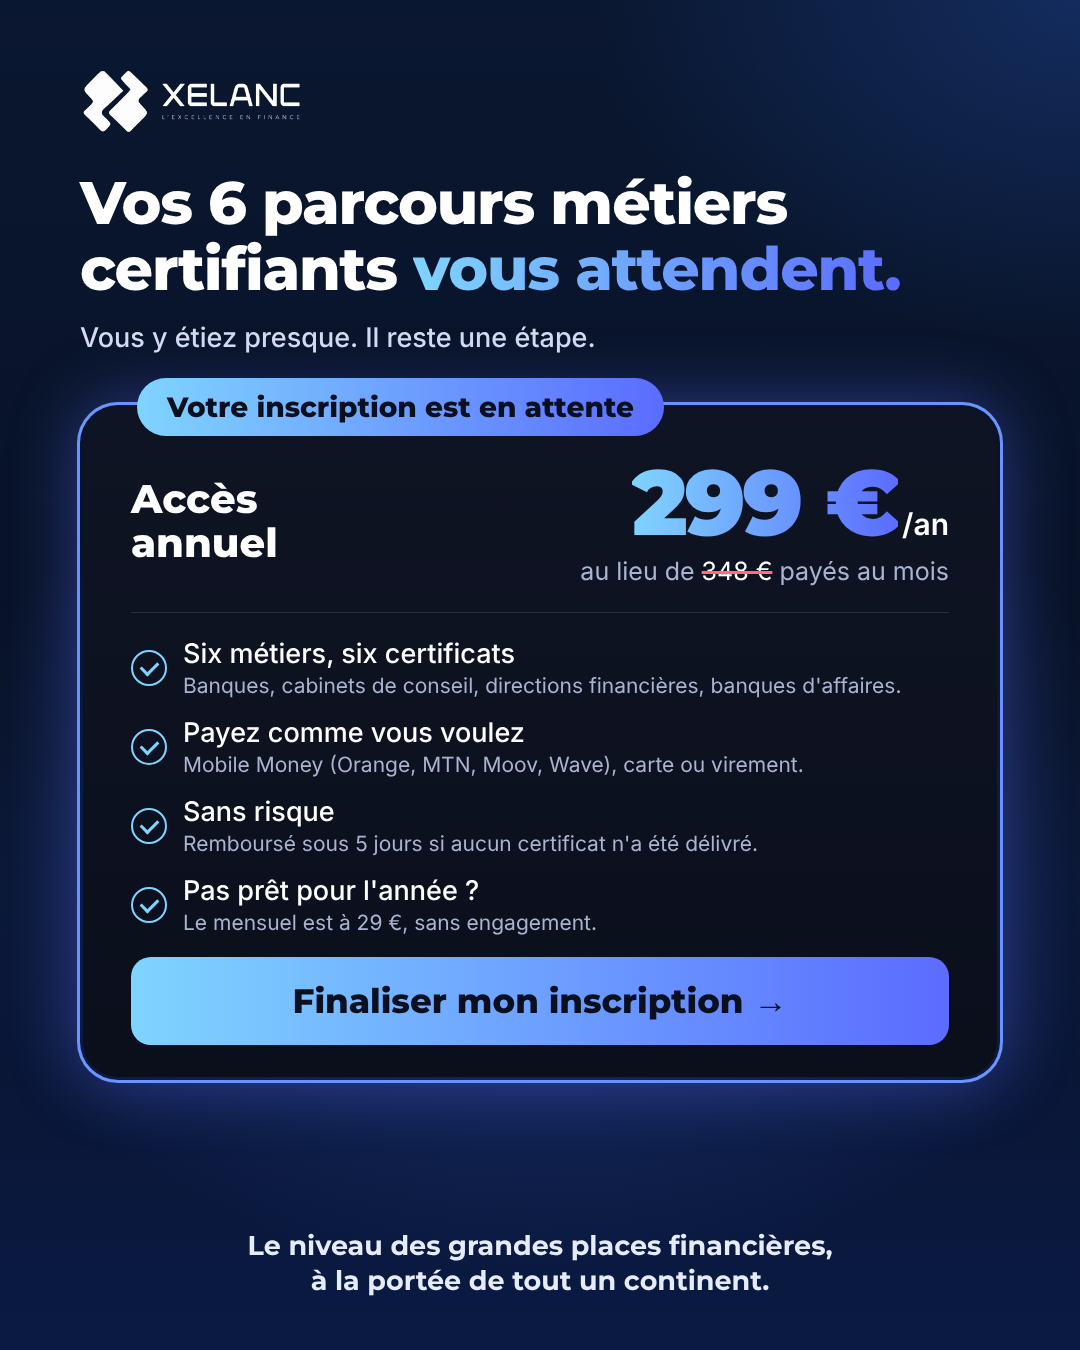 XELANC
L'EXCELLENCE EN FINANCE
Vos 6 parcours métiers
certifiants vous attendent.
Vous y étiez presque. Il reste une étape.
Votre inscription est en attente
Accès
annuel
299 €/an
au lieu de 348 € payés au mois
Six métiers, six certificats
Banques, cabinets de conseil, directions financières, banques d'affaires.
Payez comme vous voulez
Mobile Money (Orange, MTN, Moov, Wave), carte ou virement.
Sans risque
Remboursé sous 5 jours si aucun certificat n'a été délivré.
Pas prêt pour l'année ?
Le mensuel est à 29 €, sans engagement.
Finaliser mon inscription →
Le niveau des grandes places financières,
à la portée de tout un continent.